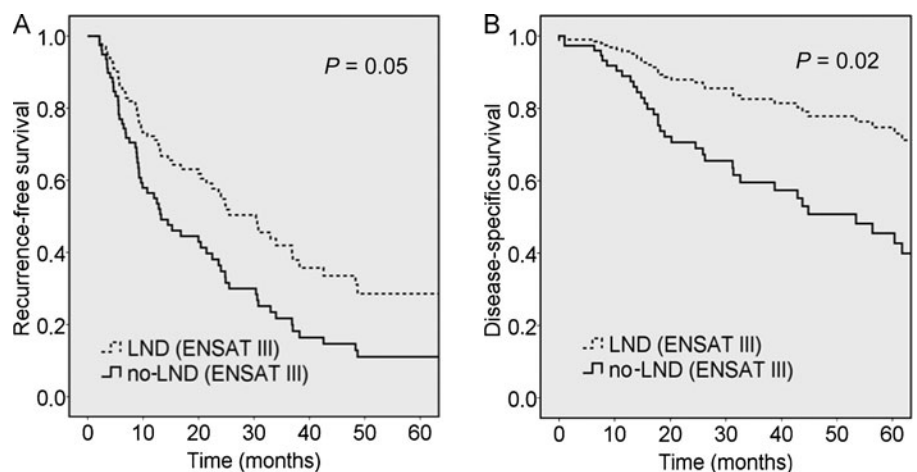 A
P = 0.05
Recurrence-free survival
1.0
0.8
0.6
0.4
0.2
0.0
LND (ENSAT III)
no-LND (ENSAT III)
0 10 20 30 40 50 60
Time (months)
B
P = 0.02
Disease-specific survival
1.0
0.8
0.6
0.4
0.2
0.0
LND (ENSAT III)
no-LND (ENSAT III)
0 10 20 30 40 50 60
Time (months)